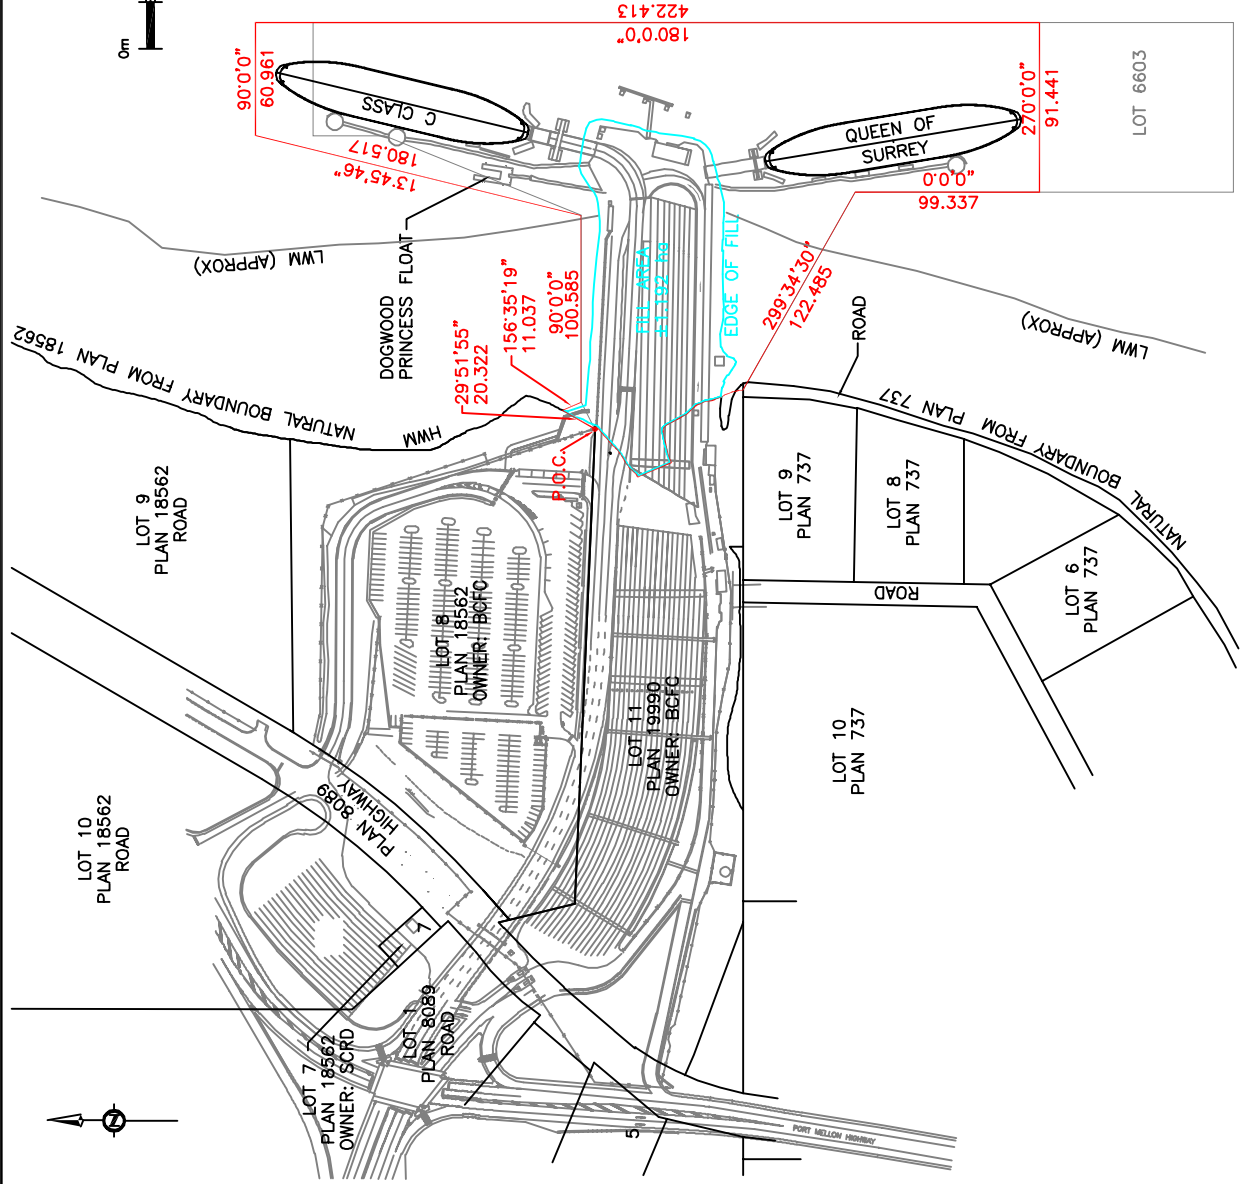 0m
90°0'0"
60.961
180°0'0"
422.413
C CLASS
180.517
13°45'46"
QUEEN OF
SURREY
270°0'0"
91.441
LOT 6603
0°0'0"
99.337
LWM (APPROX)
DOGWOOD
PRINCESS FLOAT
FILL AREA
±1.192 ha
EDGE OF FILL
299°34'30"
122.485
LWM (APPROX)
156°35'19"
11.037
90°0'0"
100.585
29°51'55"
20.322
ROAD
NATURAL BOUNDARY FROM PLAN 18562
HWM
P.O.C.
NATURAL BOUNDARY FROM PLAN 737
LOT 9
PLAN 18562
ROAD
LOT 9
PLAN 737
LOT 8
PLAN 737
LOT 6
PLAN 737
ROAD
LOT 8
PLAN 18562
OWNER: BCFC
LOT 11
PLAN 19990
OWNER: BCFC
LOT 10
PLAN 737
LOT 10
PLAN 18562
ROAD
PLAN 8089
HIGHWAY
LOT 7
PLAN 18562
OWNER: SCRD
LOT 1
PLAN 8089
ROAD
N
5
PORT MELLON HIGHWAY